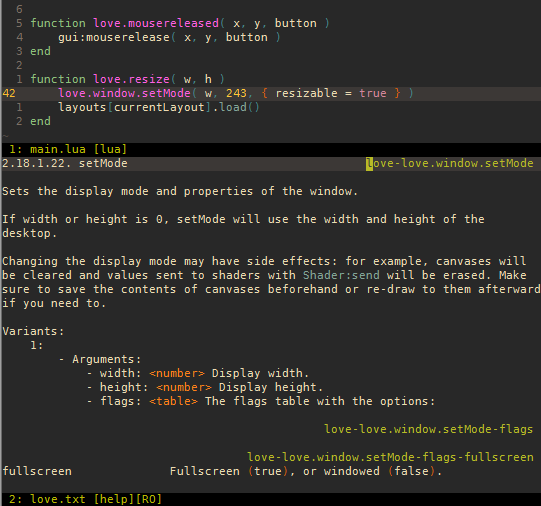 6
5 function love.mousereleased( x, y, button )
4     gui:mouserelease( x, y, button )
3 end
2
1 function love.resize( w, h )
42     love.window.setMode( w, 243, { resizable = true } )
1     layouts[currentLayout].load()
2 end
~
1: main.lua [lua]
2.18.1.22. setMode love-love.window.setMode
Sets the display mode and properties of the window.
If width or height is 0, setMode will use the width and height of the
desktop.
Changing the display mode may have side effects: for example, canvases will
be cleared and values sent to shaders with Shader:send will be erased. Make
sure to save the contents of canvases beforehand or re-draw to them afterward
if you need to.
Variants:
1:
- Arguments:
- width: <number> Display width.
- height: <number> Display height.
- flags: <table> The flags table with the options:
love-love.window.setMode-flags
love-love.window.setMode-flags-fullscreen
fullscreen Fullscreen (true), or windowed (false).
2: love.txt [help][RO]